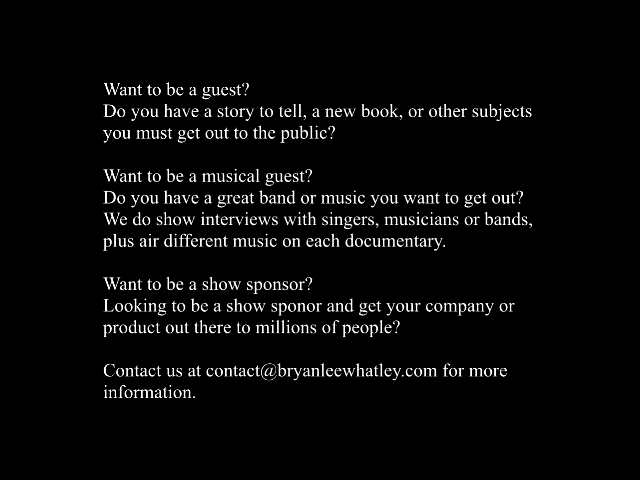 Want to be a guest?
Do you have a story to tell, a new book, or other subjects
you must get out to the public?
Want to be a musical guest?
Do you have a great band or music you want to get out?
We do show interviews with singers, musicians or bands,
plus air different music on each documentary.
Want to be a show sponsor?
Looking to be a show sponor and get your company or
product out there to millions of people?
Contact us at contact@bryanleewhatley.com for more
information.